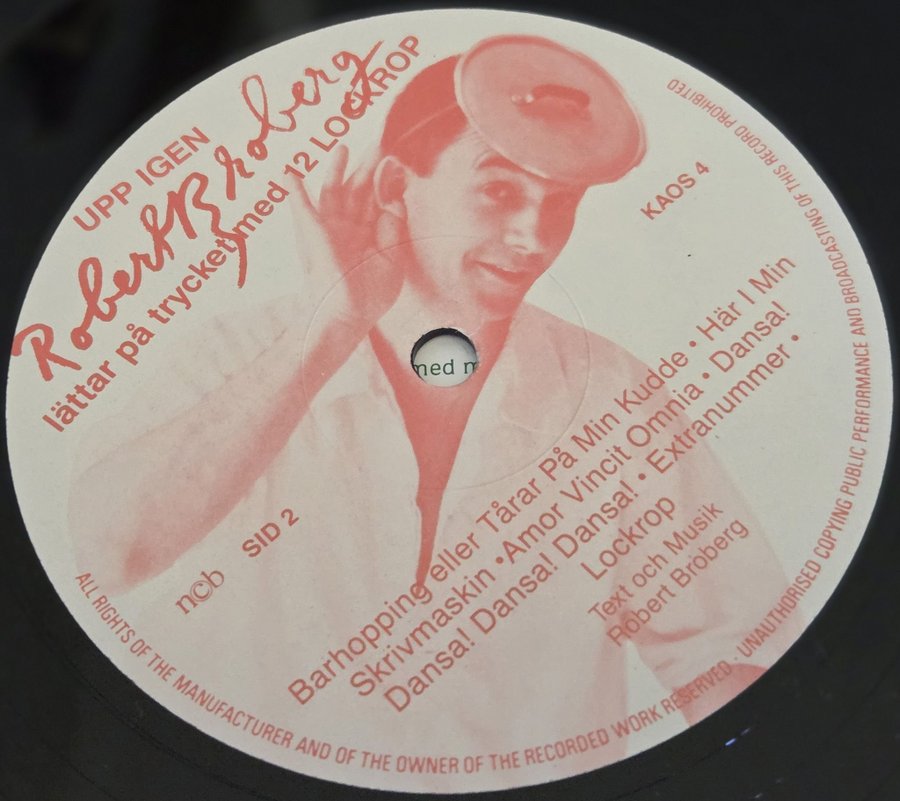 UPP IGEN
Robert Broberg
lättar på trycket med 12 LOCKROP
KAOS 4
med m
ncb
SID 2
Barhopping eller Tårar På Min Kudde • Här I Min
Skrivmaskin • Amor Vincit Omnia • Dansa!
Dansa! Dansa! Dansa! • Extranummer •
Lockrop
Text och Musik
Robert Broberg
ALL RIGHTS OF THE MANUFACTURER AND OF THE OWNER OF THE RECORDED WORK RESERVED · UNAUTHORISED COPYING PUBLIC PERFORMANCE AND BROADCASTING OF THIS RECORD PROHIBITED